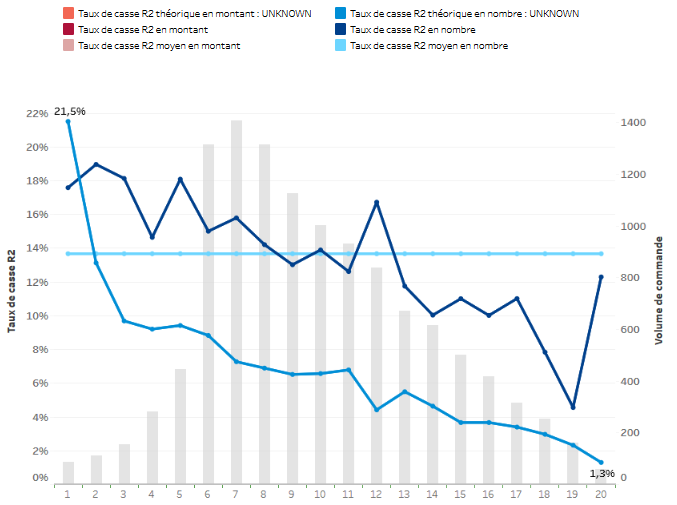 Taux de casse R2 théorique en montant : UNKNOWN
Taux de casse R2 théorique en nombre : UNKNOWN
Taux de casse R2 en montant
Taux de casse R2 en nombre
Taux de casse R2 moyen en montant
Taux de casse R2 moyen en nombre
22%
21,5%
1400
20%
18%
1200
16%
1000
14%
800
12%
10%
600
8%
6%
400
4%
200
2%
1,3%
0%
0
Taux de casse R2
Volume de commande
1 2 3 4 5 6 7 8 9 10 11 12 13 14 15 16 17 18 19 20